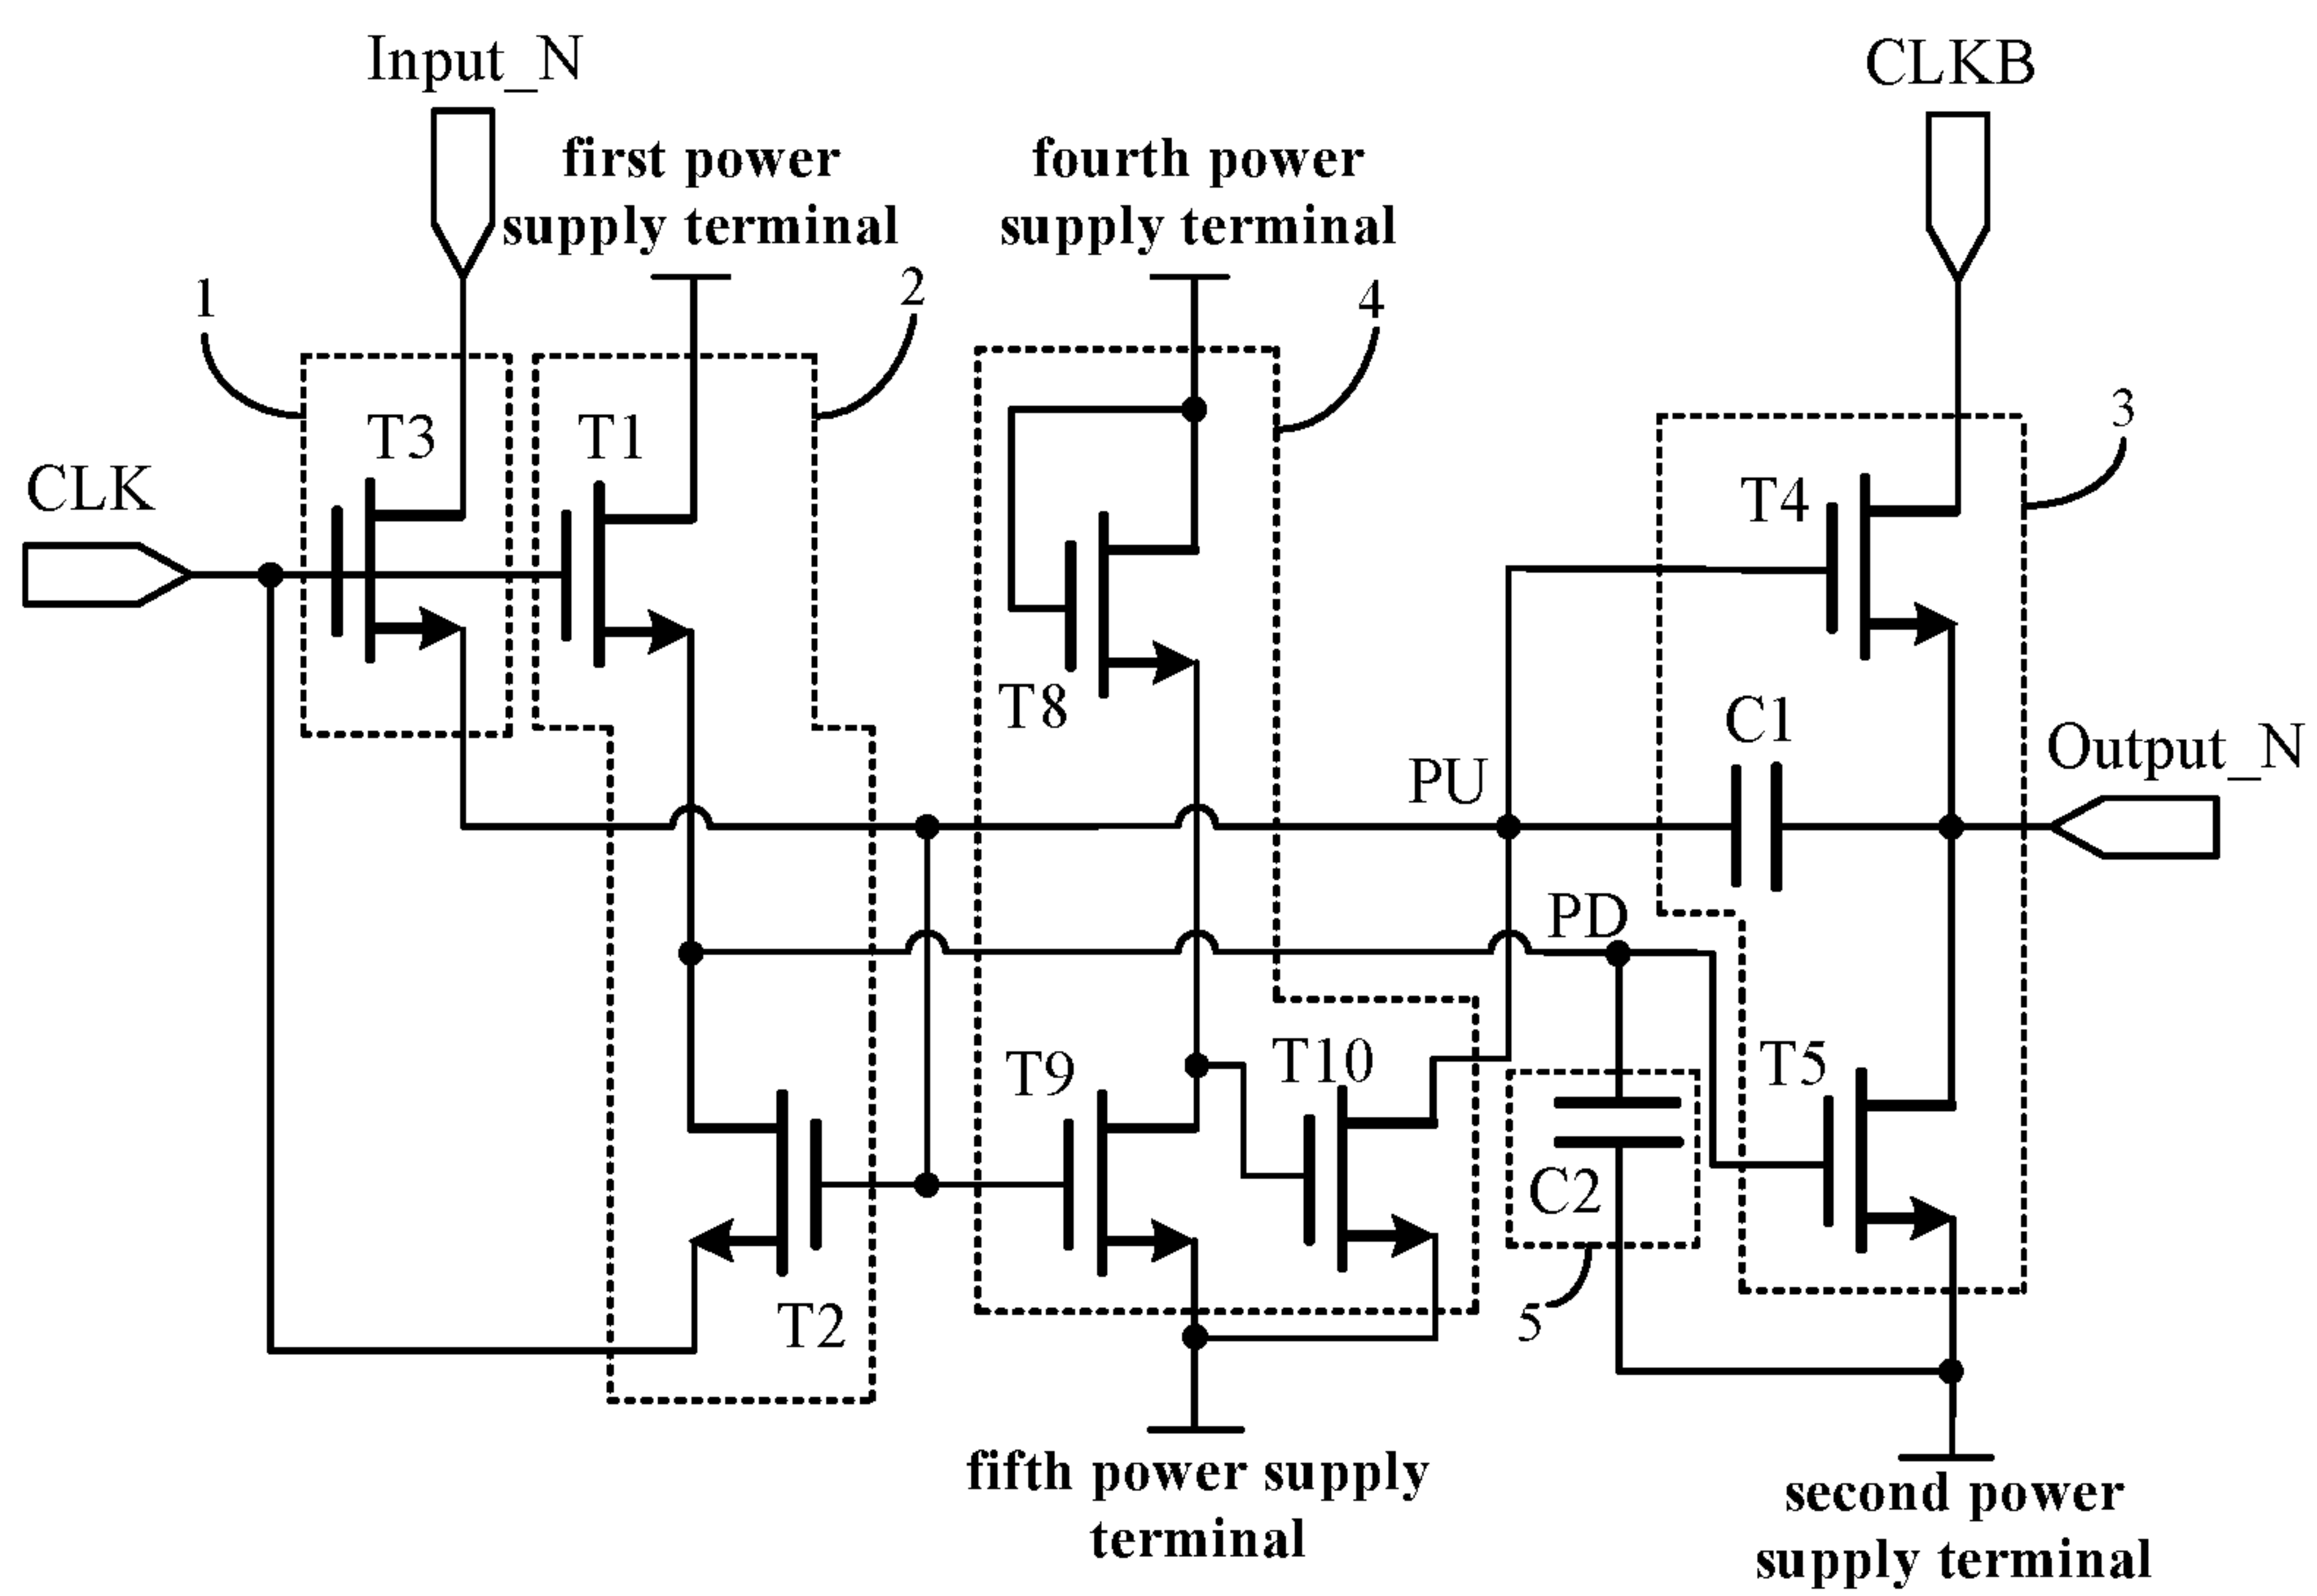 Input_N
CLKB
first power
supply terminal
fourth power
supply terminal
1
2
4
3
T3
T1
CLK
T4
T8
C1
Output_N
PU
PD
T9
T10
T5
C2
T2
5
fifth power supply
terminal
second power
supply terminal